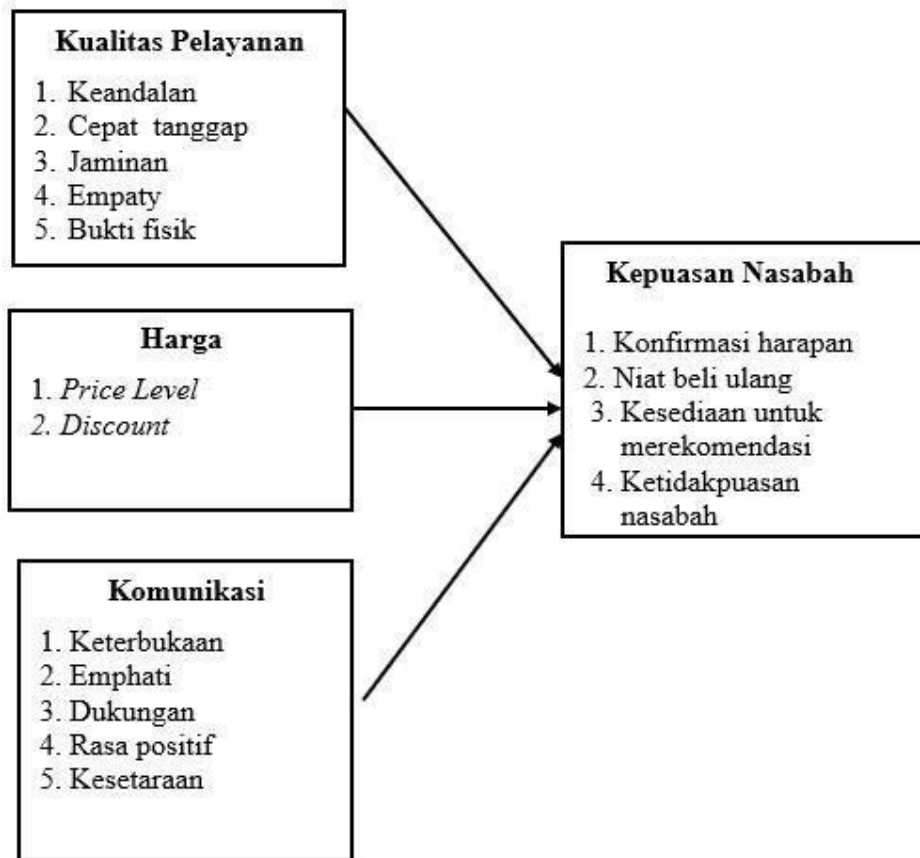 Kualitas Pelayanan
1. Keandalan
2. Cepat tanggap
3. Jaminan
4. Empaty
5. Bukti fisik
Harga
1. Price Level
2. Discount
Komunikasi
1. Keterbukaan
2. Emphati
3. Dukungan
4. Rasa positif
5. Kesetaraan
Kepuasan Nasabah
1. Konfirmasi harapan
2. Niat beli ulang
3. Kesediaan untuk
merekomendasi
4. Ketidakpuasan
nasabah